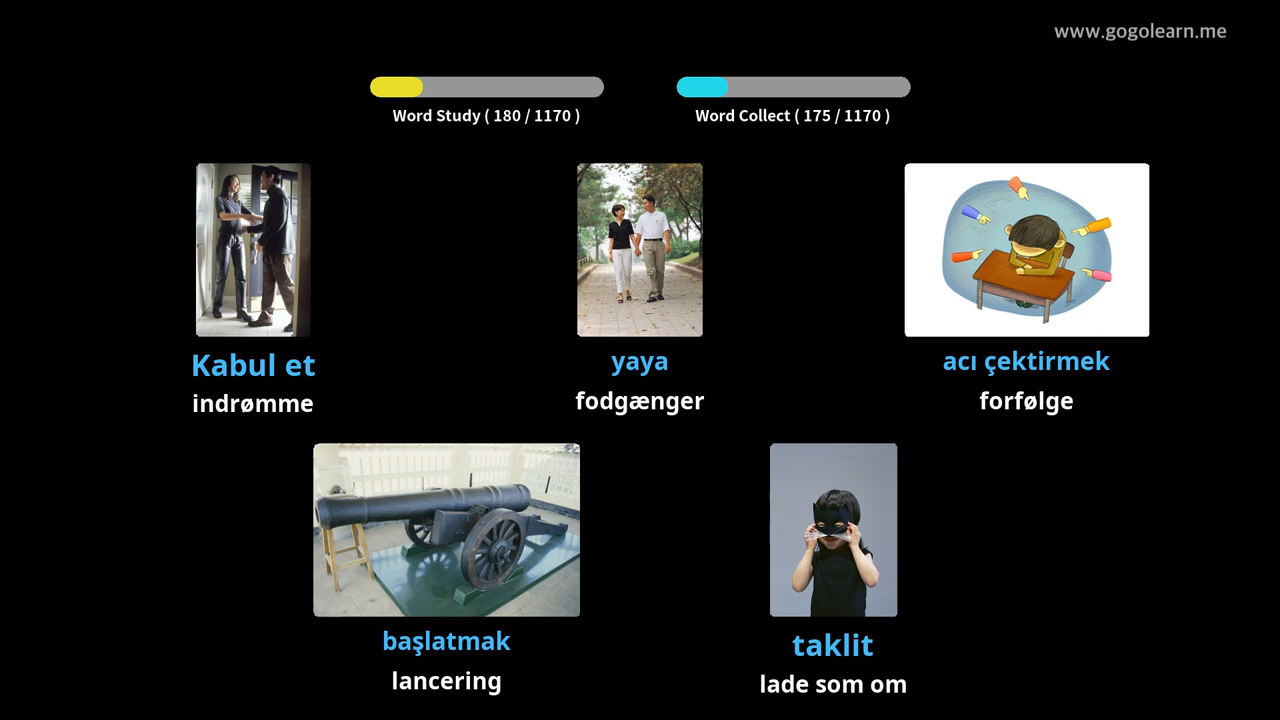 www.gogolearn.me
Word Study ( 180 / 1170 )
Word Collect ( 175 / 1170 )
Kabul et
indrømme
yaya
fodgænger
acı çektirmek
forfølge
başlatmak
lancering
taklit
lade som om